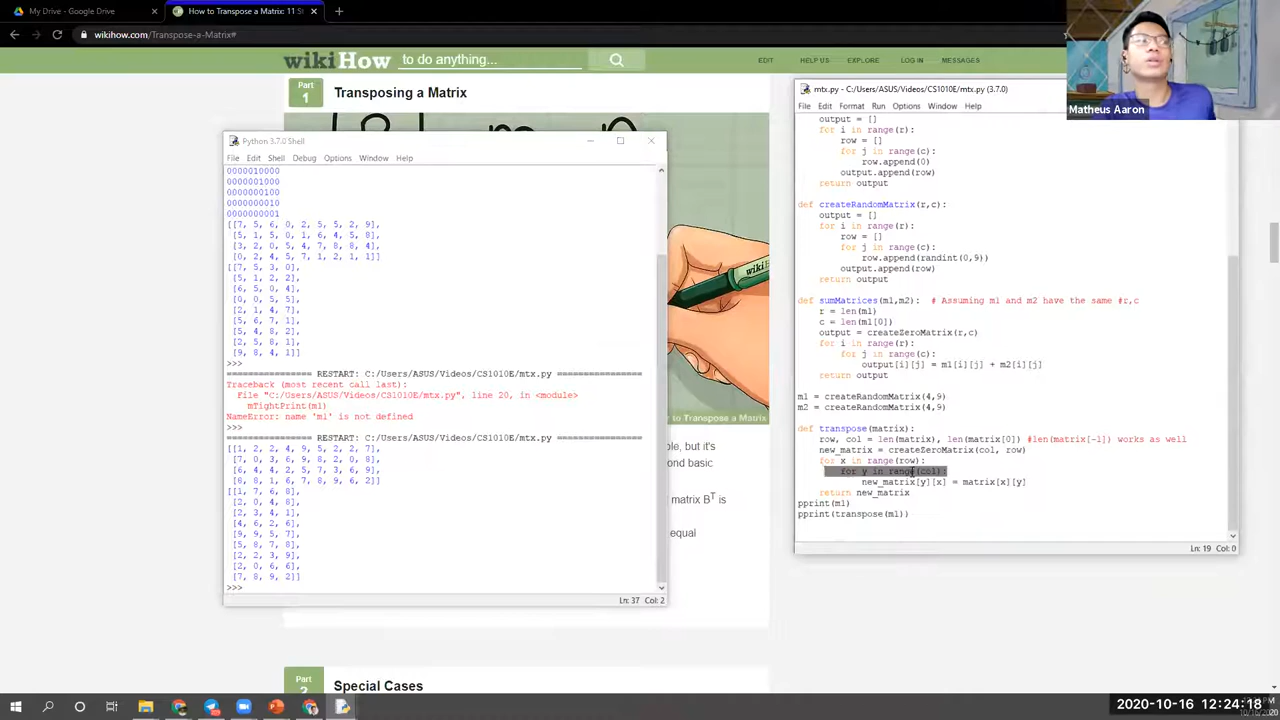 My Drive - Google Drive
How to Transpose a Matrix: 11 S
wikihow.com/Transpose-a-Matrix#
wikiHow
to do anything...
EDIT
HELP US
EXPLORE
LOG IN
MESSAGES
Matheus Aaron
Part
1
Transposing a Matrix
Python 3.7.0 Shell
File Edit Shell Debug Options Window Help
0000010000
0000001000
0000000100
0000000010
0000000001
[[7, 5, 6, 0, 2, 5, 5, 2, 9],
[5, 1, 5, 0, 1, 6, 4, 5, 8],
[3, 2, 0, 5, 4, 7, 8, 8, 4],
[0, 2, 4, 5, 7, 1, 2, 1, 1]]
[[7, 5, 3, 0],
[5, 1, 2, 2],
[6, 5, 0, 4],
[0, 0, 5, 5],
[2, 1, 4, 7],
[5, 6, 7, 1],
[5, 4, 8, 2],
[2, 5, 8, 1],
[9, 8, 4, 1]]
>>>
=============== RESTART: C:/Users/ASUS/Videos/CS1010E/mtx.py ===============
Traceback (most recent call last):
File "C:/Users/ASUS/Videos/CS1010E/mtx.py", line 20, in <module>
mTightPrint(m1)
NameError: name 'm1' is not defined
>>>
=============== RESTART: C:/Users/ASUS/Videos/CS1010E/mtx.py ===============
[[1, 2, 2, 4, 9, 5, 2, 2, 7],
[7, 0, 3, 6, 9, 8, 2, 0, 8],
[6, 4, 4, 2, 5, 7, 3, 6, 9],
[8, 8, 1, 6, 7, 8, 9, 6, 2]]
[[1, 7, 6, 8],
[2, 0, 4, 8],
[2, 3, 4, 1],
[4, 6, 2, 6],
[9, 9, 5, 7],
[5, 8, 7, 8],
[2, 2, 3, 9],
[2, 0, 6, 6],
[7, 8, 9, 2]]
>>>
Ln: 37 Col: 2
wikiH
How to Transpose a Matrix
ple, but it's
ond basic
matrix Bᵀ is
equal
Part
2
Special Cases
mtx.py - C:/Users/ASUS/Videos/CS1010E/mtx.py (3.7.0)
File Edit Format Run Options Window Help
output = []
for i in range(r):
row = []
for j in range(c):
row.append(0)
output.append(row)
return output
def createRandomMatrix(r,c):
output = []
for i in range(r):
row = []
for j in range(c):
row.append(randint(0,9))
output.append(row)
return output
def sumMatrices(m1,m2): # Assuming m1 and m2 have the same #r,c
r = len(m1)
c = len(m1[0])
output = createZeroMatrix(r,c)
for i in range(r):
for j in range(c):
output[i][j] = m1[i][j] + m2[i][j]
return output
m1 = createRandomMatrix(4,9)
m2 = createRandomMatrix(4,9)
def transpose(matrix):
row, col = len(matrix), len(matrix[0]) #len(matrix[-1]) works as well
new_matrix = createZeroMatrix(col, row)
for x in range(row):
for y in range(col):
new_matrix[y][x] = matrix[x][y]
return new_matrix
pprint(m1)
pprint(transpose(m1))
Ln: 19 Col: 0
2020-10-16 12:24:18